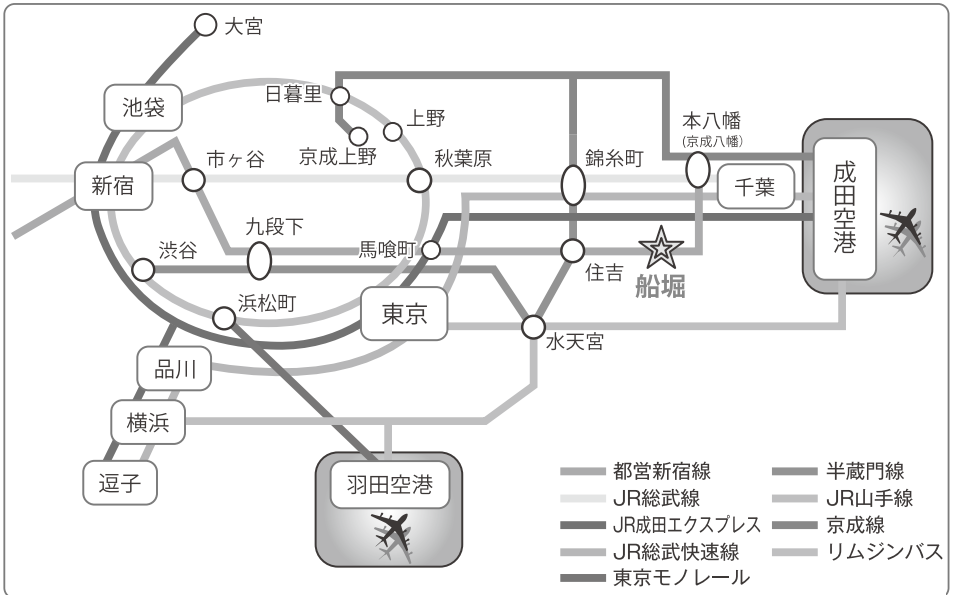 大宮
池袋
日暮里
上野
京成上野
本八幡
(京成八幡)
市ヶ谷
秋葉原
錦糸町
千葉
成田空港
新宿
九段下
馬喰町
渋谷
住吉
船堀
浜松町
東京
水天宮
品川
横浜
逗子
羽田空港
都営新宿線
JR総武線
JR成田エクスプレス
JR総武快速線
東京モノレール
半蔵門線
JR山手線
京成線
リムジンバス